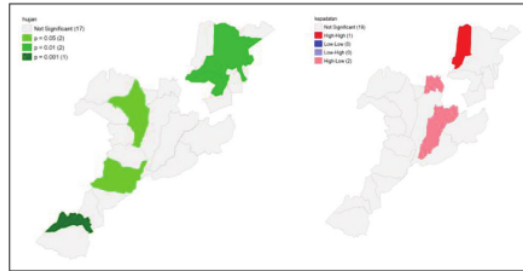 hujan
Not Significant (17)
p = 0.05 (2)
p = 0.01 (2)
p = 0.001 (1)
kepadatan
Not Significant (19)
High-High (1)
Low-Low (0)
Low-High (0)
High-Low (2)